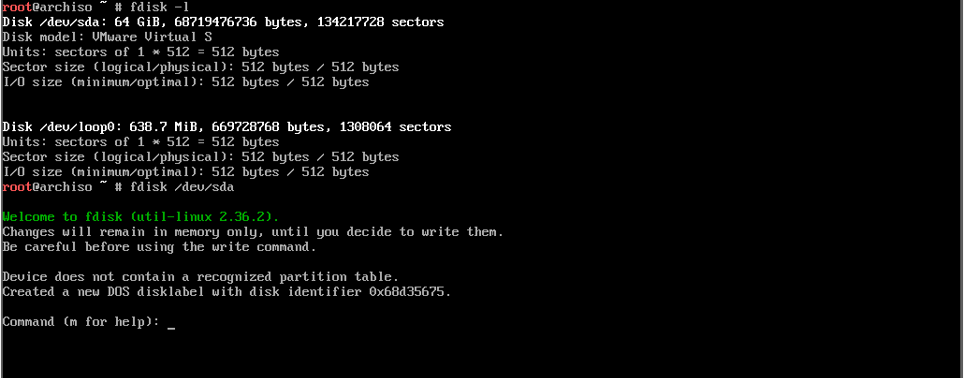 root@archiso ~ # fdisk -l
Disk /dev/sda: 64 GiB, 68719476736 bytes, 134217728 sectors
Disk model: VMware Virtual S
Units: sectors of 1 * 512 = 512 bytes
Sector size (logical/physical): 512 bytes / 512 bytes
I/O size (minimum/optimal): 512 bytes / 512 bytes
Disk /dev/loop0: 638.7 MiB, 669728768 bytes, 1308064 sectors
Units: sectors of 1 * 512 = 512 bytes
Sector size (logical/physical): 512 bytes / 512 bytes
I/O size (minimum/optimal): 512 bytes / 512 bytes
root@archiso ~ # fdisk /dev/sda
Welcome to fdisk (util-linux 2.36.2).
Changes will remain in memory only, until you decide to write them.
Be careful before using the write command.
Device does not contain a recognized partition table.
Created a new DOS disklabel with disk identifier 0x68d35675.
Command (m for help): _